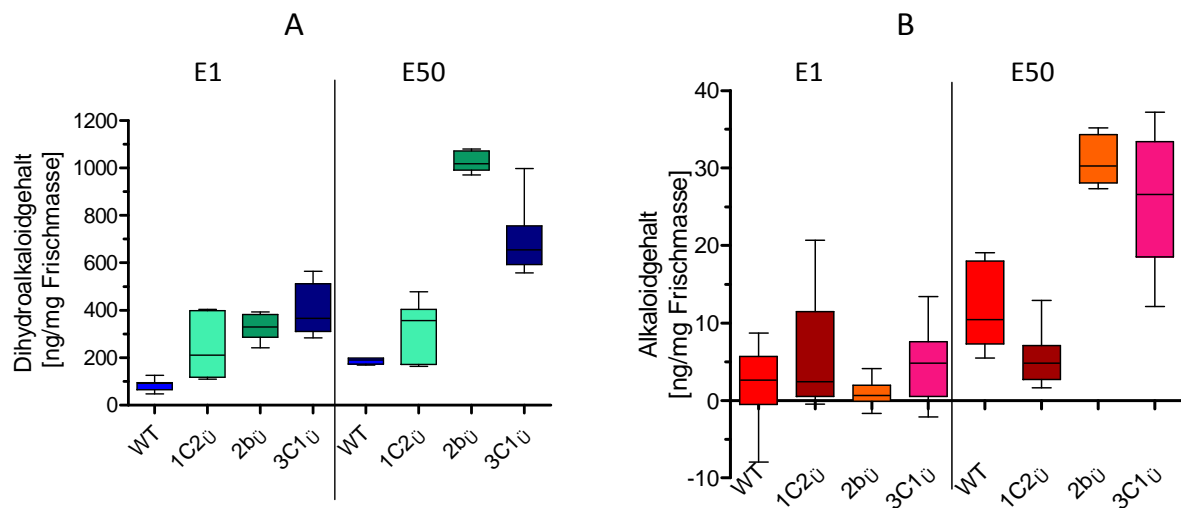 A
E1
E50
Dihydroalkaloidgehalt
[ng/mg Frischmasse]
1200
1000
800
600
400
200
0
WT
1C2Ü
2bÜ
3C1Ü
WT
1C2Ü
2bÜ
3C1Ü
B
E1
E50
Alkaloidgehalt
[ng/mg Frischmasse]
40
30
20
10
0
-10
WT
1C2Ü
2bÜ
3C1Ü
WT
1C2Ü
2bÜ
3C1Ü